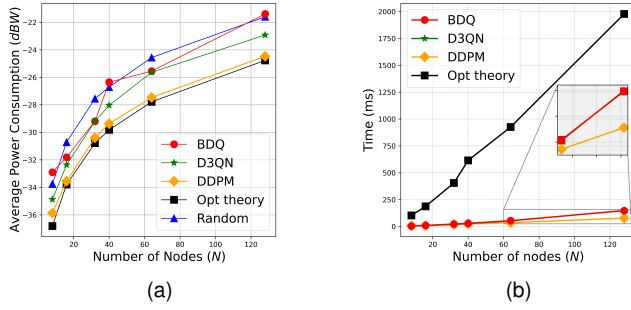 Average Power Consumption (dBW)
−22
−24
−26
−28
−30
−32
−34
−36
BDQ
D3QN
DDPM
Opt theory
Random
20 40 60 80 100 120
Number of Nodes (N)
(a)
Time (ms)
2000
1750
1500
1250
1000
750
500
250
0
BDQ
D3QN
DDPM
Opt theory
20 40 60 80 100 120
Number of nodes (N)
(b)